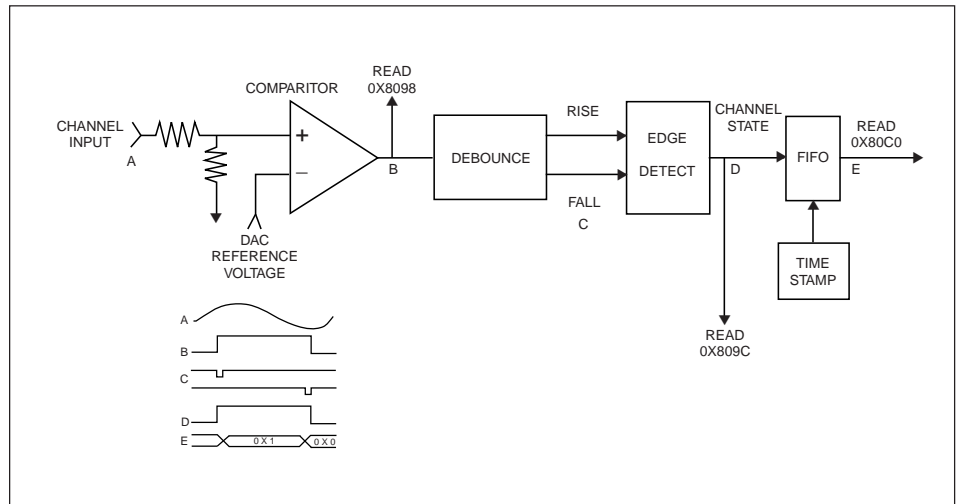 READ
0X8098
COMPARITOR
RISE
CHANNEL
STATE
CHANNEL
INPUT
A
+
–
B
DEBOUNCE
EDGE
DETECT
D
FIFO
READ
0X80C0
E
FALL
C
DAC
REFERENCE
VOLTAGE
TIME
STAMP
READ
0X809C
A
B
C
D
E
0 X 1
0 X 0